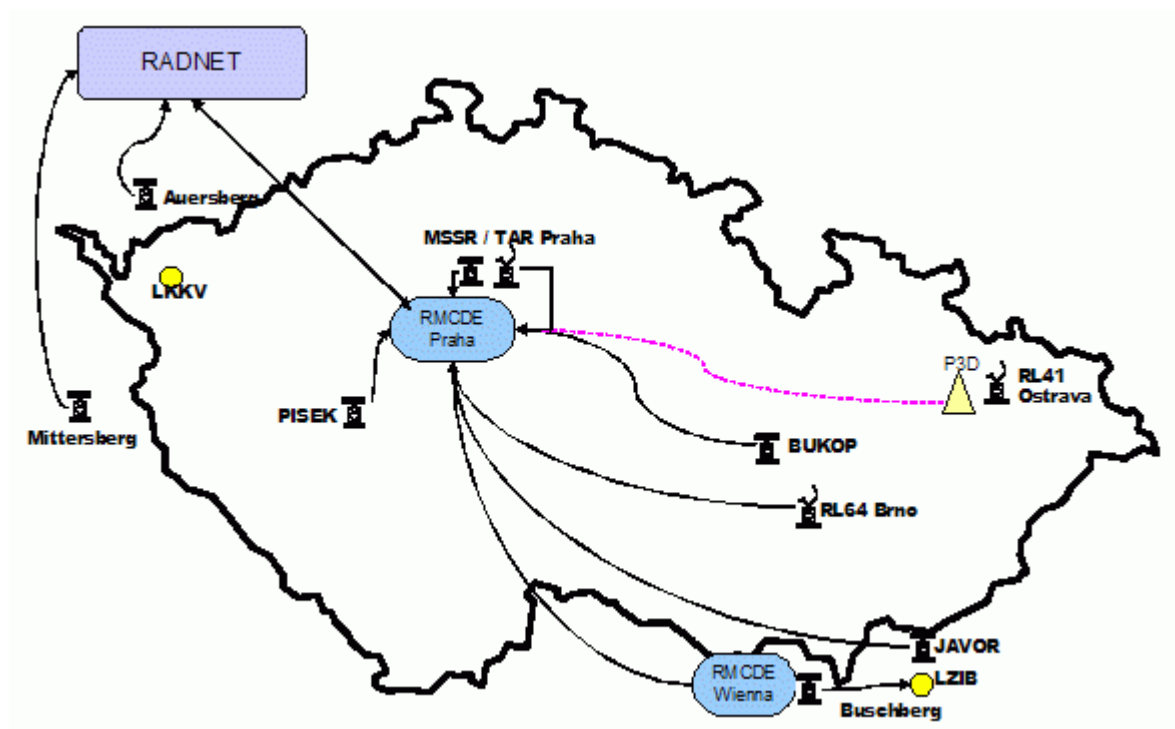 RADNET
Auersberg
MSSR / TAR Praha
LKKV
RMCDE
Praha
P3D
RL41
Ostrava
PISEK
Mittersberg
BUKOP
RL64 Brno
JAVOR
RMCDE
Wienna
LZIB
Buschberg